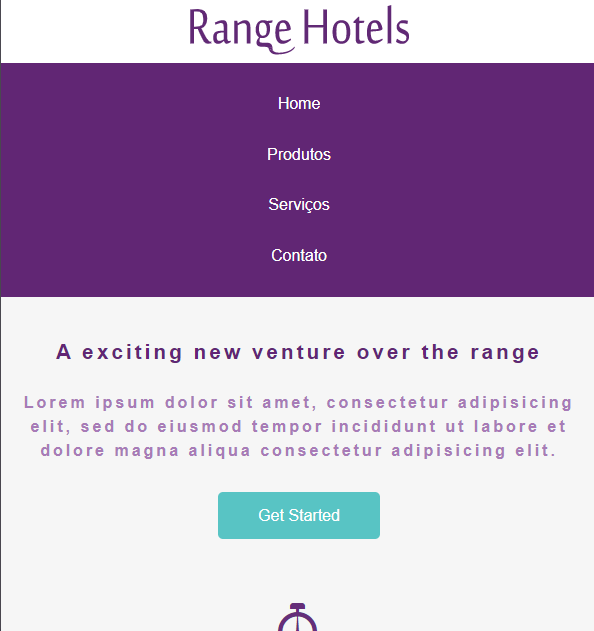 Range Hotels
Home
Produtos
Serviços
Contato
A exciting new venture over the range
Lorem ipsum dolor sit amet, consectetur adipisicing
elit, sed do eiusmod tempor incididunt ut labore et
dolore magna aliqua consectetur adipisicing elit.
Get Started